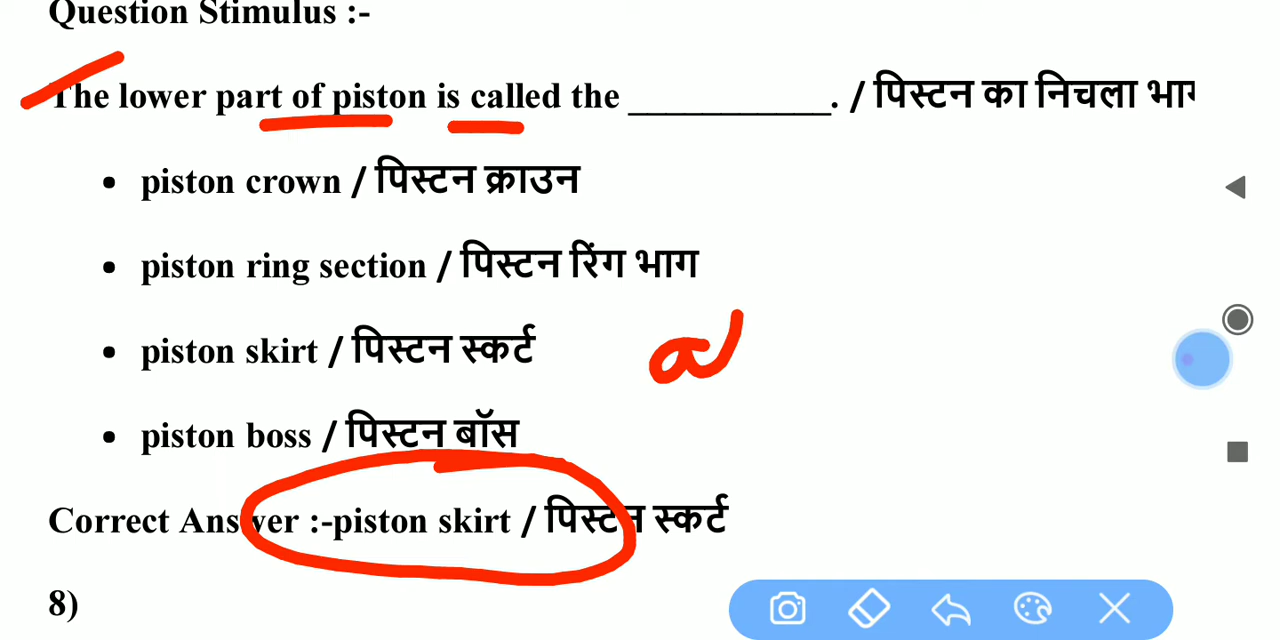 Question Stimulus :-
The lower part of piston is called the ___________. / पिस्टन का निचला भाग
piston crown / पिस्टन क्राउन
piston ring section / पिस्टन रिंग भाग
piston skirt / पिस्टन स्कर्ट
piston boss / पिस्टन बॉस
Correct Answer :-piston skirt / पिस्टन स्कर्ट
8)